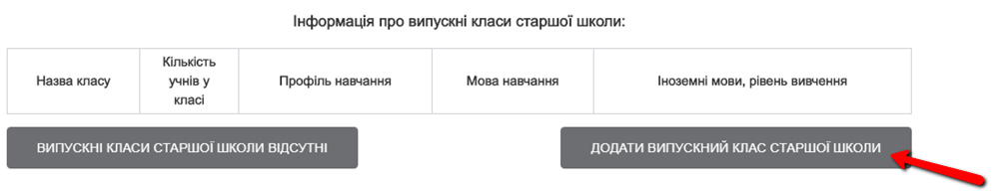 Інформація про випускні класи старшої школи:
Назва класу
Кількість
учнів у
класі
Профіль навчання
Мова навчання
Іноземні мови, рівень вивчення
ВИПУСКНІ КЛАСИ СТАРШОЇ ШКОЛИ ВІДСУТНІ
ДОДАТИ ВИПУСКНИЙ КЛАС СТАРШОЇ ШКОЛИ